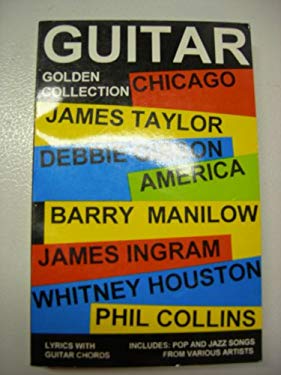 GUITAR
GOLDEN
COLLECTION
CHICAGO
JAMES TAYLOR
DEBBIE GIBSON
AMERICA
BARRY MANILOW
JAMES INGRAM
WHITNEY HOUSTON
PHIL COLLINS
LYRICS WITH
GUITAR CHORDS
INCLUDES: POP AND JAZZ SONGS
FROM VARIOUS ARTISTS